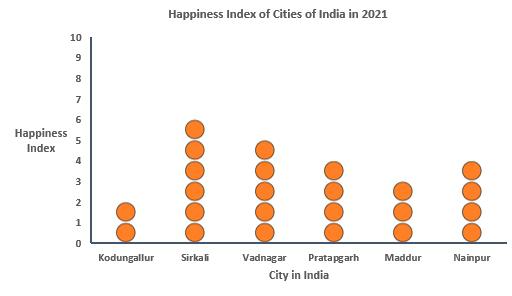 Happiness Index of Cities of India in 2021
10
9
8
7
6
5
4
3
2
1
0
Happiness
Index
Kodungallur Sirkali Vadnagar Pratapgarh Maddur Nainpur
City in India